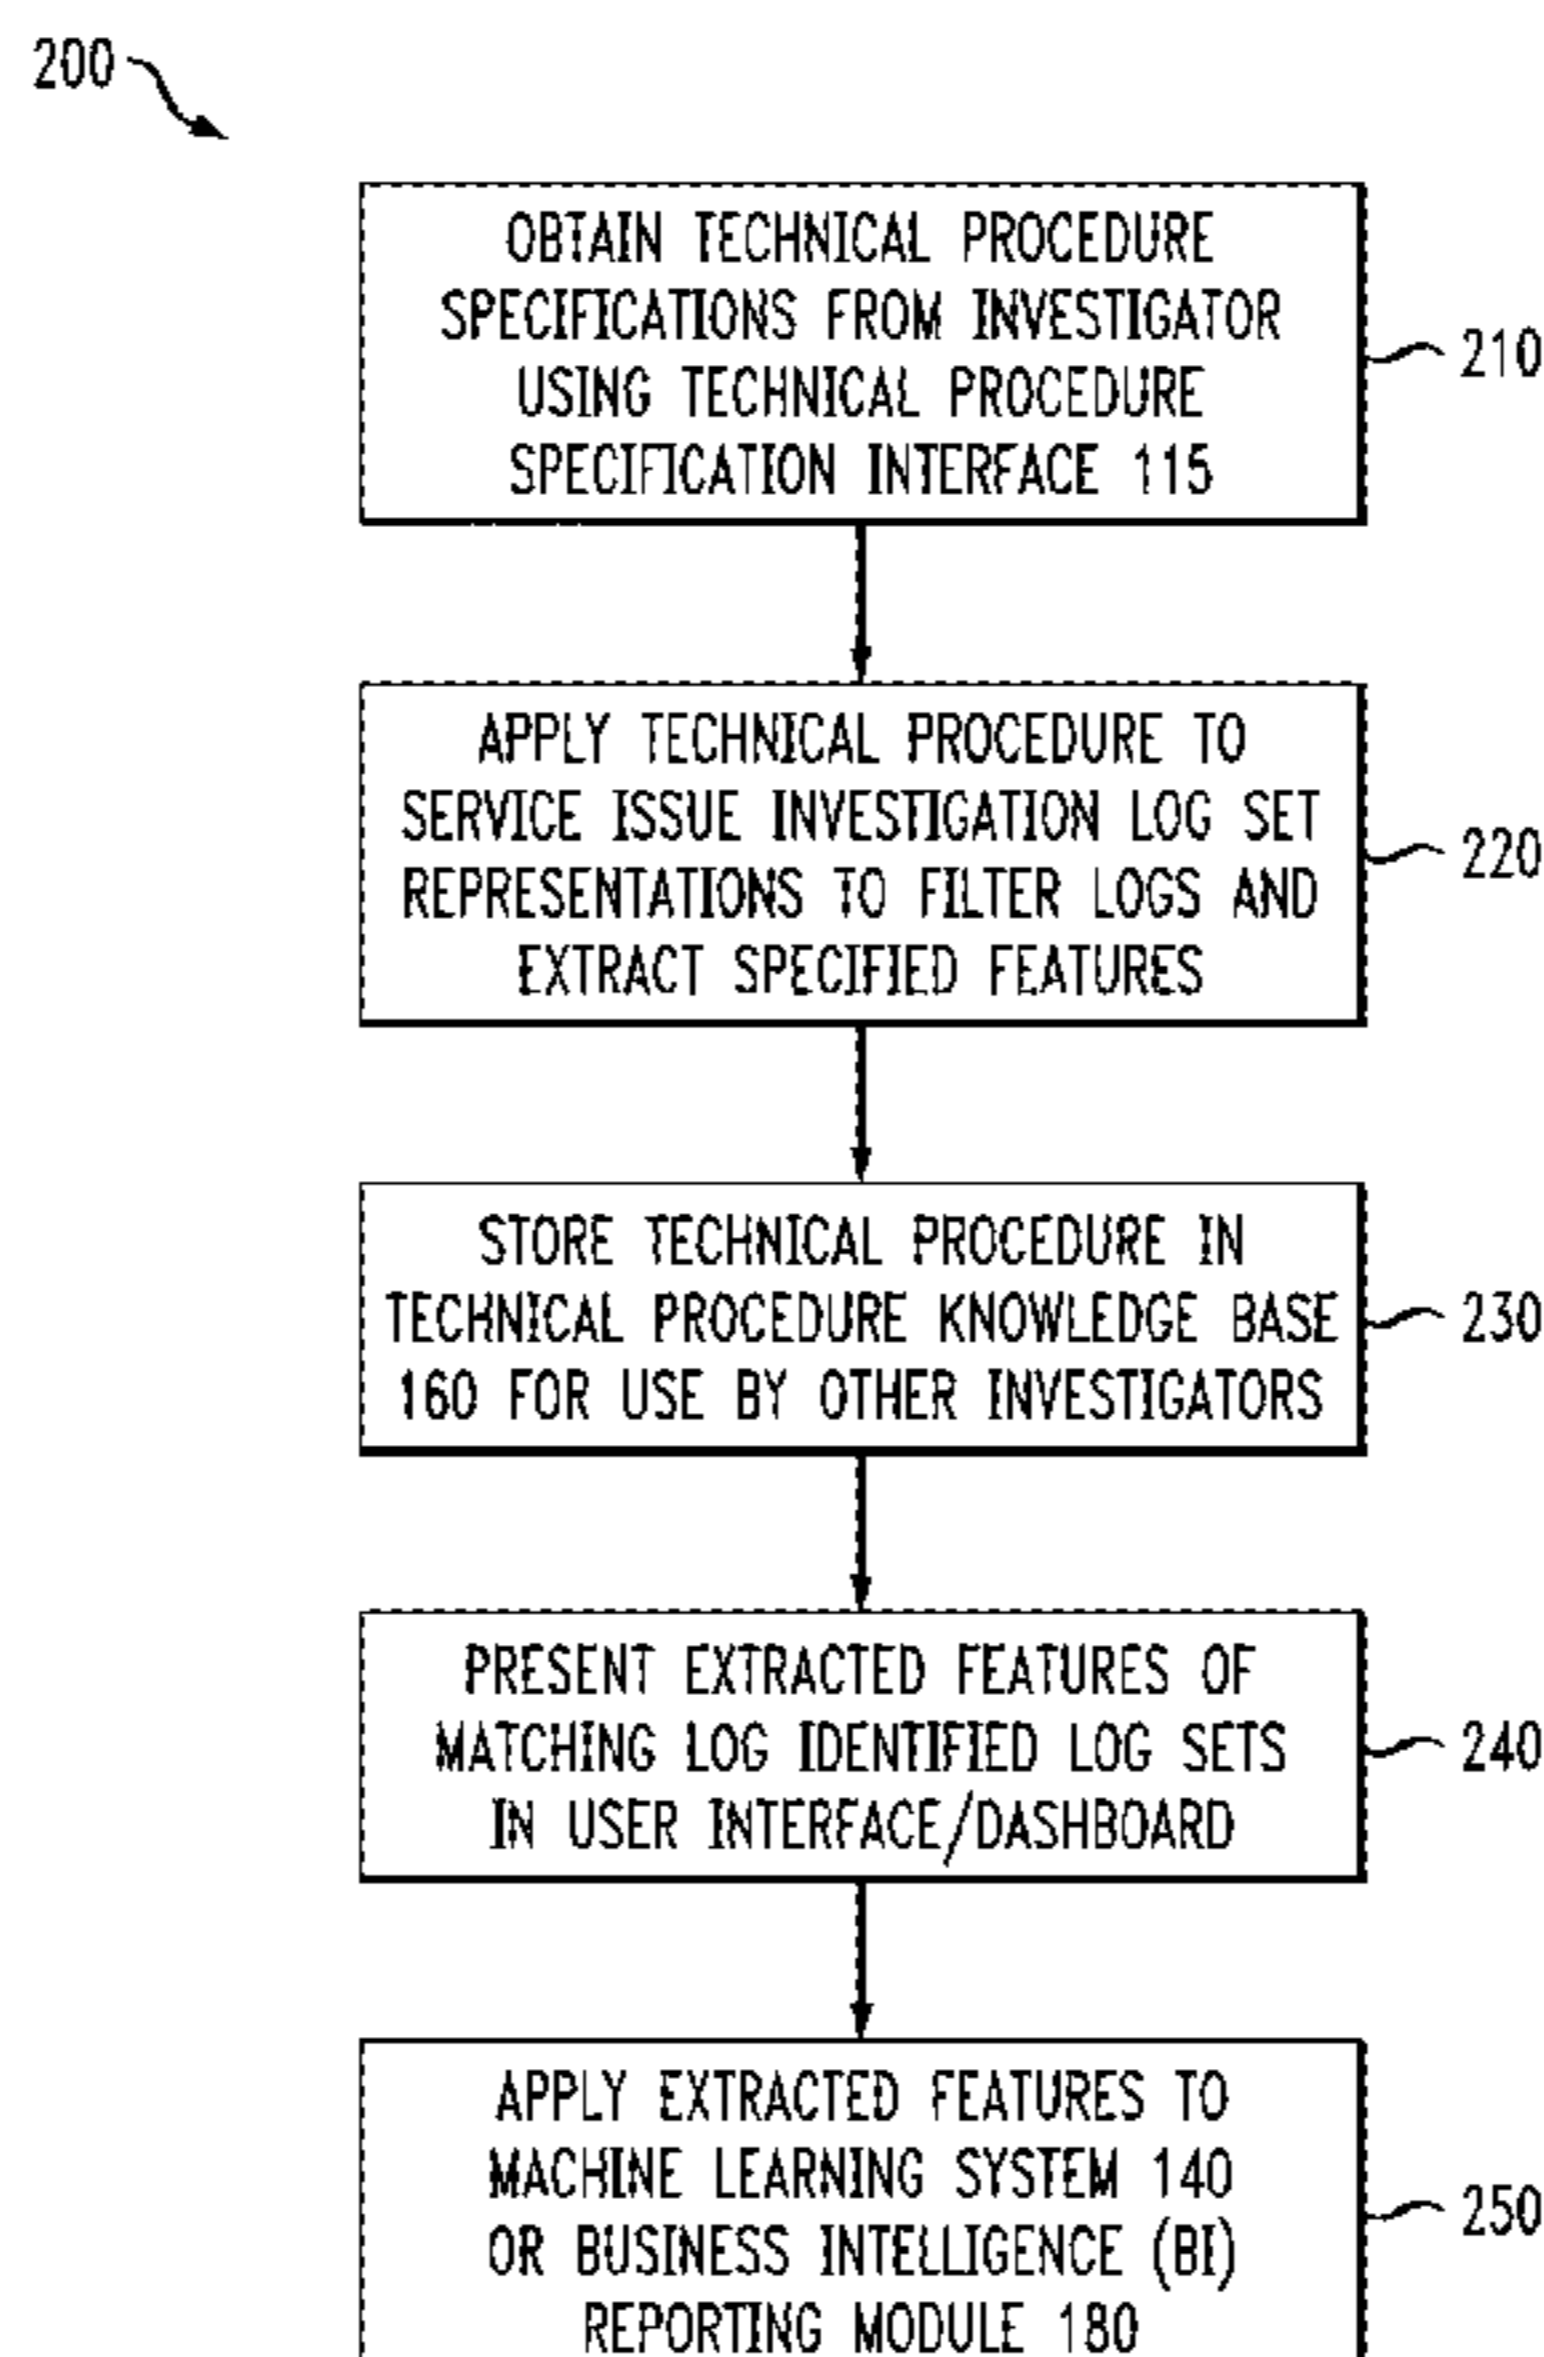 200
OBTAIN TECHNICAL PROCEDURE
SPECIFICATIONS FROM INVESTIGATOR
USING TECHNICAL PROCEDURE
SPECIFICATION INTERFACE 115
210
APPLY TECHNICAL PROCEDURE TO
SERVICE ISSUE INVESTIGATION LOG SET
REPRESENTATIONS TO FILTER LOGS AND
EXTRACT SPECIFIED FEATURES
220
STORE TECHNICAL PROCEDURE IN
TECHNICAL PROCEDURE KNOWLEDGE BASE
160 FOR USE BY OTHER INVESTIGATORS
230
PRESENT EXTRACTED FEATURES OF
MATCHING LOG IDENTIFIED LOG SETS
IN USER INTERFACE/DASHBOARD
240
APPLY EXTRACTED FEATURES TO
MACHINE LEARNING SYSTEM 140
OR BUSINESS INTELLIGENCE (BI)
REPORTING MODULE 180
250